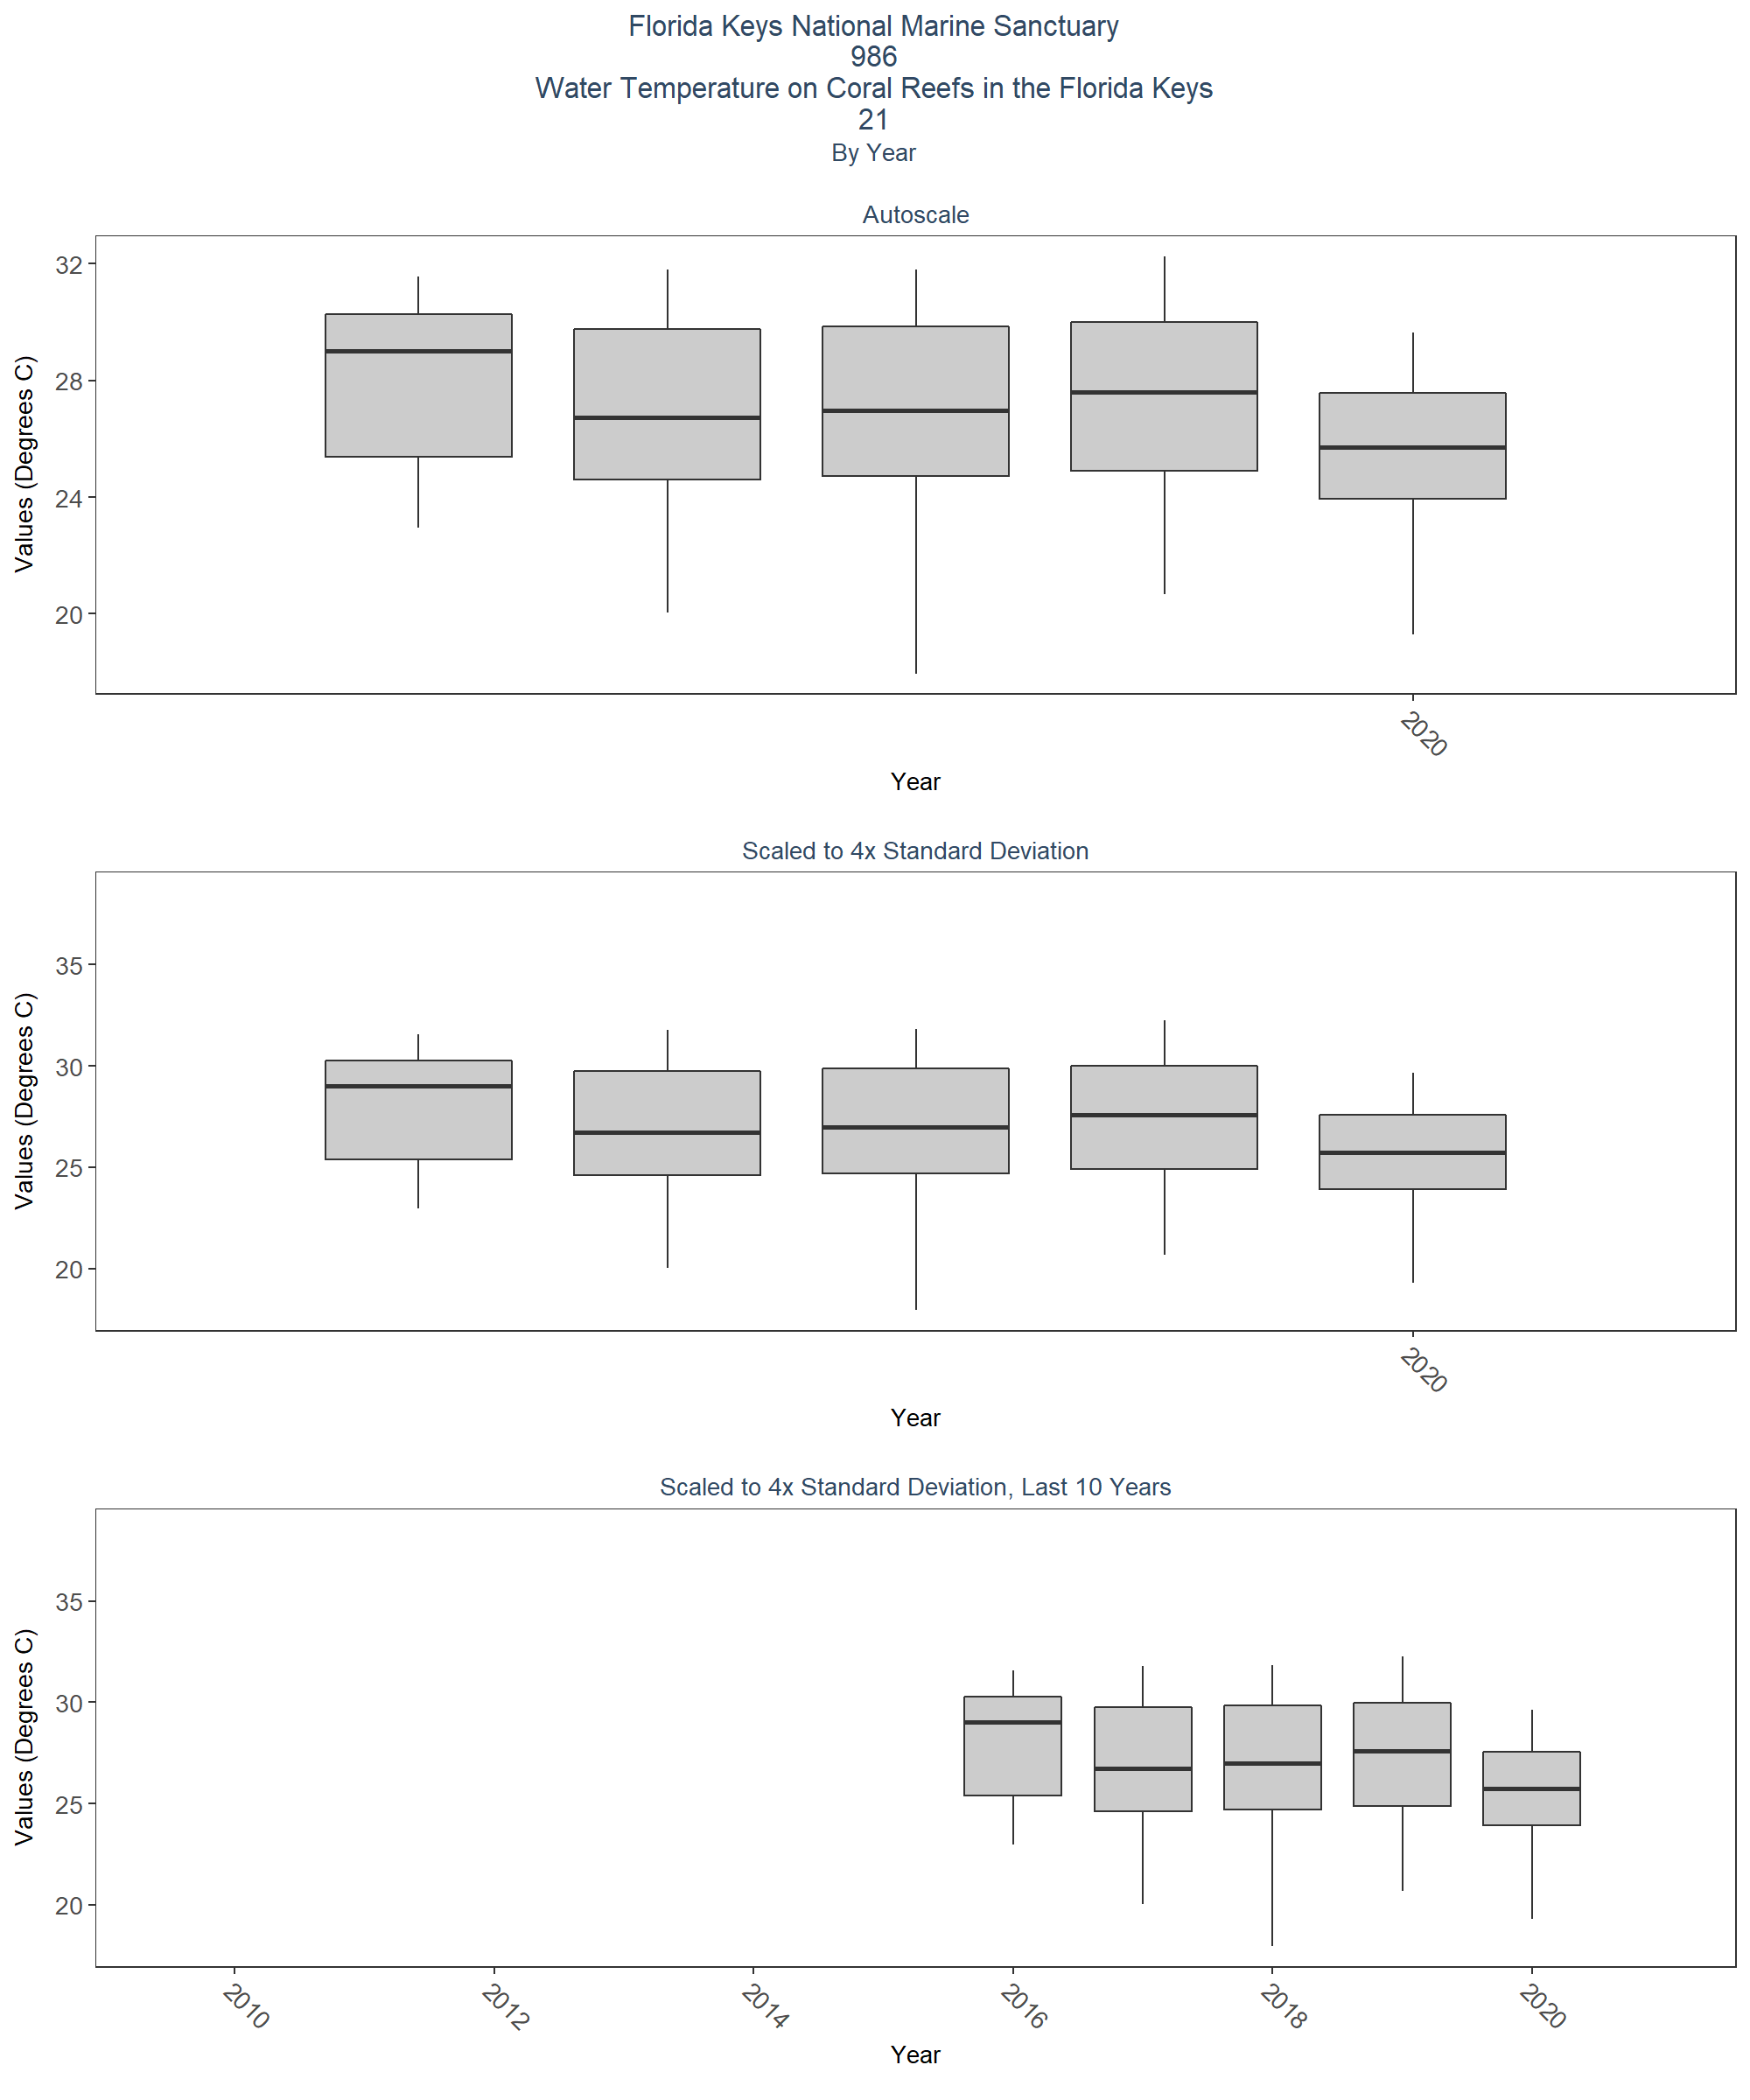 Florida Keys National Marine Sanctuary
986
Water Temperature on Coral Reefs in the Florida Keys
21
By Year
Autoscale
Values (Degrees C)
32
28
24
20
2020
Year
Scaled to 4x Standard Deviation
Values (Degrees C)
35
30
25
20
2020
Year
Scaled to 4x Standard Deviation, Last 10 Years
Values (Degrees C)
35
30
25
20
2010 2012 2014 2016 2018 2020
Year